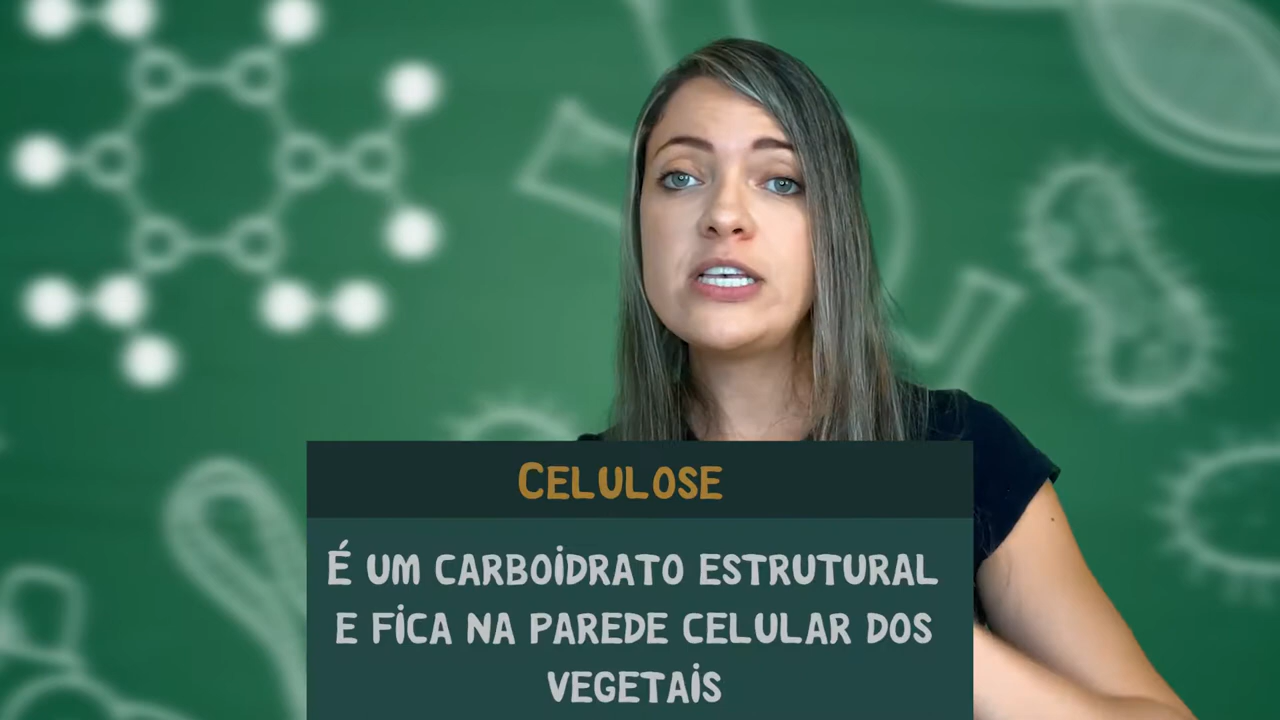 CELULOSE
É UM CARBOIDRATO ESTRUTURAL
E FICA NA PAREDE CELULAR DOS
VEGETAIS